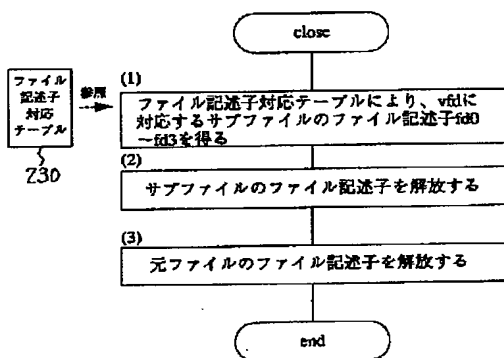 close
ファイル
記述子
対応
テーブル
参照
230
(1)
ファイル記述子対応テーブルにより、vfdに
対応するサブファイルのファイル記述子fd0
～fd3を得る
(2)
サブファイルのファイル記述子を解放する
(3)
元ファイルのファイル記述子を解放する
end